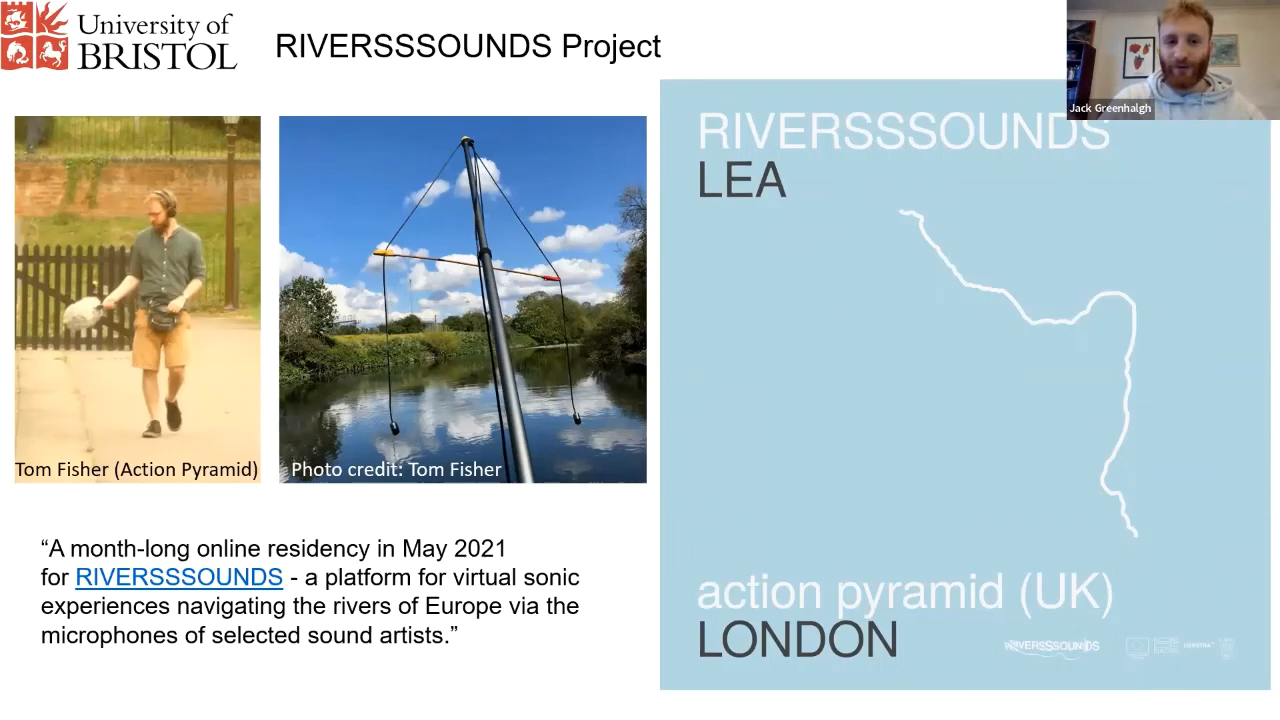 University of
BRISTOL
RIVERSSSOUNDS Project
Jack Greenhalgh
Tom Fisher (Action Pyramid)
Photo credit: Tom Fisher
RIVERSSSOUNDS
LEA
action pyramid (UK)
LONDON
RIVERSSSOUNDS
“A month-long online residency in May 2021
for RIVERSSSOUNDS - a platform for virtual sonic
experiences navigating the rivers of Europe via the
microphones of selected sound artists.”